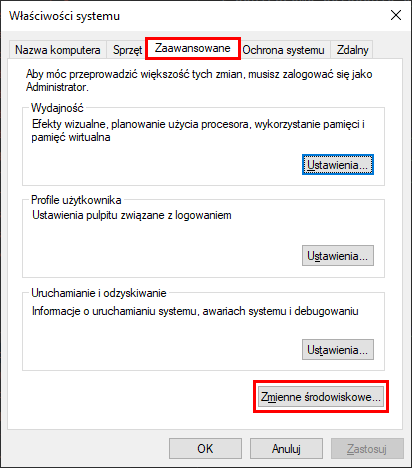 Właściwości systemu
Nazwa komputera Sprzęt Zaawansowane Ochrona systemu Zdalny
Aby móc przeprowadzić większość tych zmian, musisz zalogować się jako
Administrator.
Wydajność
Efekty wizualne, planowanie użycia procesora, wykorzystanie pamięci i
pamięć wirtualna
Ustawienia...
Profile użytkownika
Ustawienia pulpitu związane z logowaniem
Ustawienia...
Uruchamianie i odzyskiwanie
Informacje o uruchamianiu systemu, awariach systemu i debugowaniu
Ustawienia...
Zmienne środowiskowe...
OK Anuluj Zastosuj